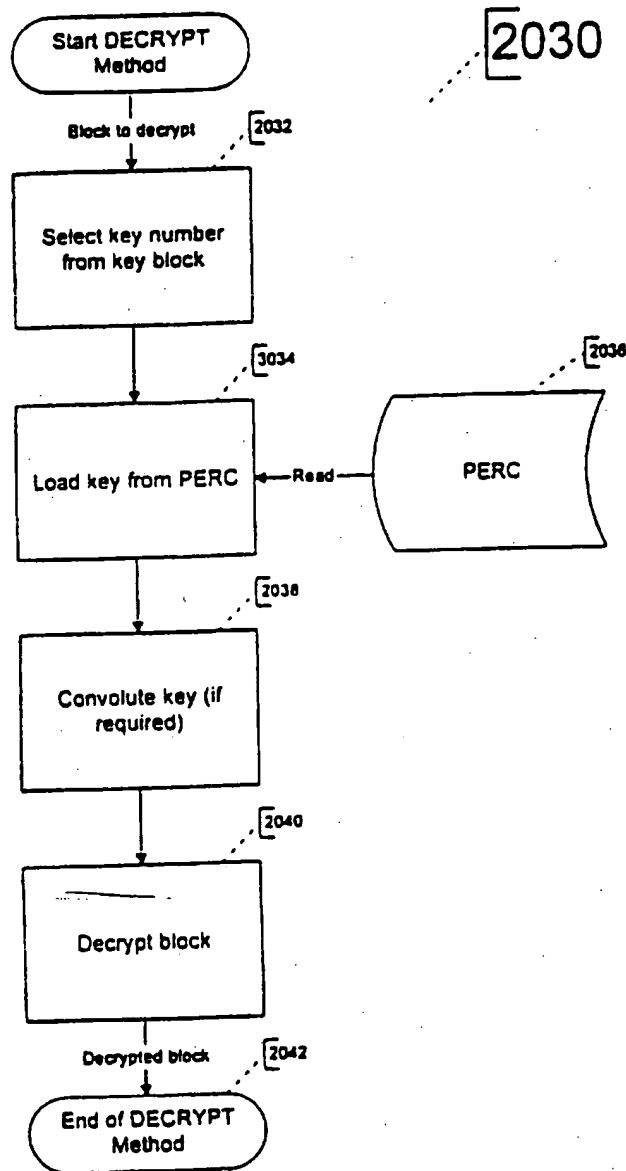 Start DECRYPT
Method
2030
Block to decrypt
2032
Select key number
from key block
3034
2036
Load key from PERC
Read
PERC
2038
Convolute key (if
required)
2040
Decrypt block
Decrypted block
2042
End of DECRYPT
Method